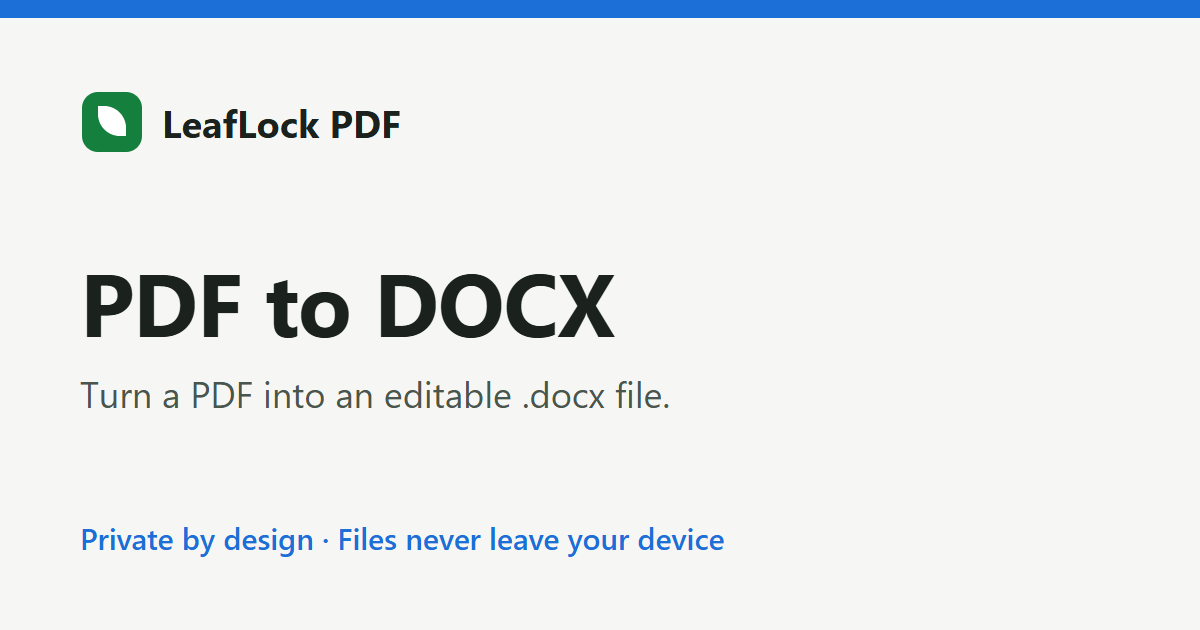 LeafLock PDF
PDF to DOCX
Turn a PDF into an editable .docx file.
Private by design · Files never leave your device